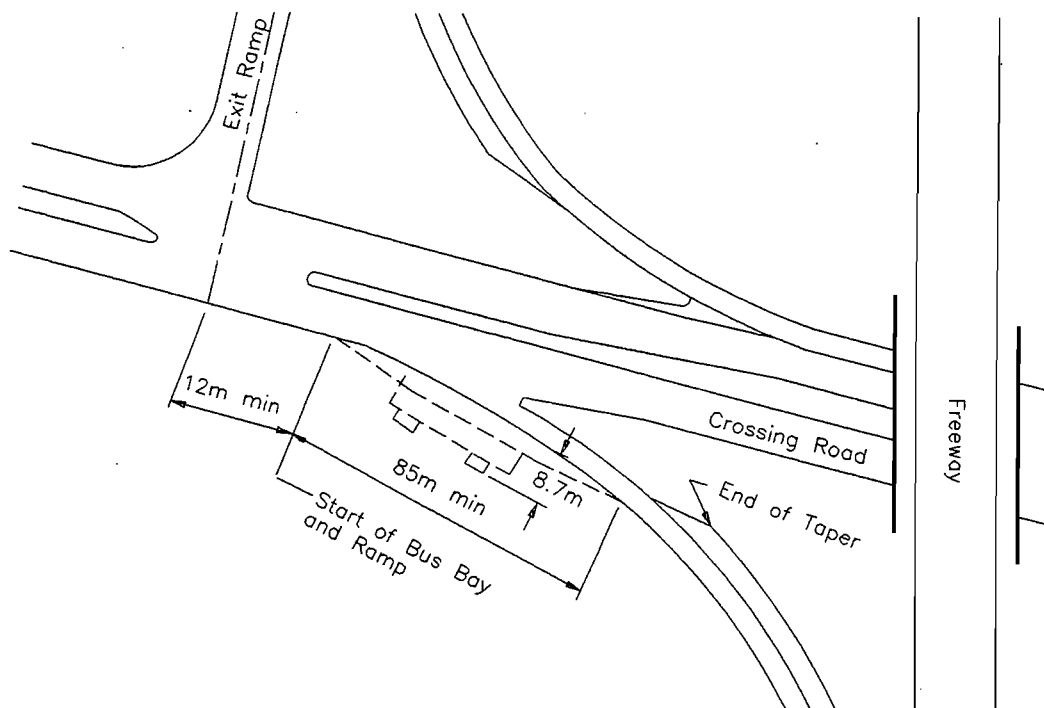 Exit Ramp
12m min
85m min
8.7m
Start of Bus Bay
and Ramp
Crossing Road
End of Taper
Freeway